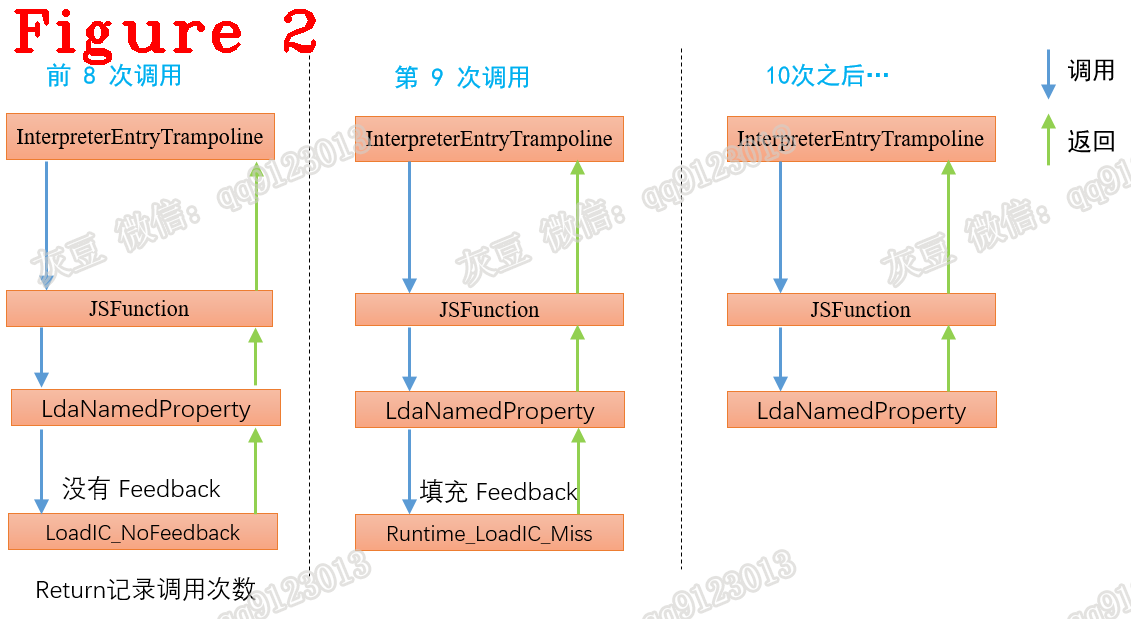 Figure 2
前 8 次调用
InterpreterEntryTrampoline
JSFunction
LdaNamedProperty
没有 Feedback
LoadIC_NoFeedback
Return记录调用次数
第 9 次调用
InterpreterEntryTrampoline
JSFunction
LdaNamedProperty
填充 Feedback
Runtime_LoadIC_Miss
10次之后…
InterpreterEntryTrampoline
JSFunction
LdaNamedProperty
调用
返回
灰豆 微信: qq9123013
灰豆 微信: qq9123013
灰豆 微信: qq91
qq9123013
qq9123013
qq91